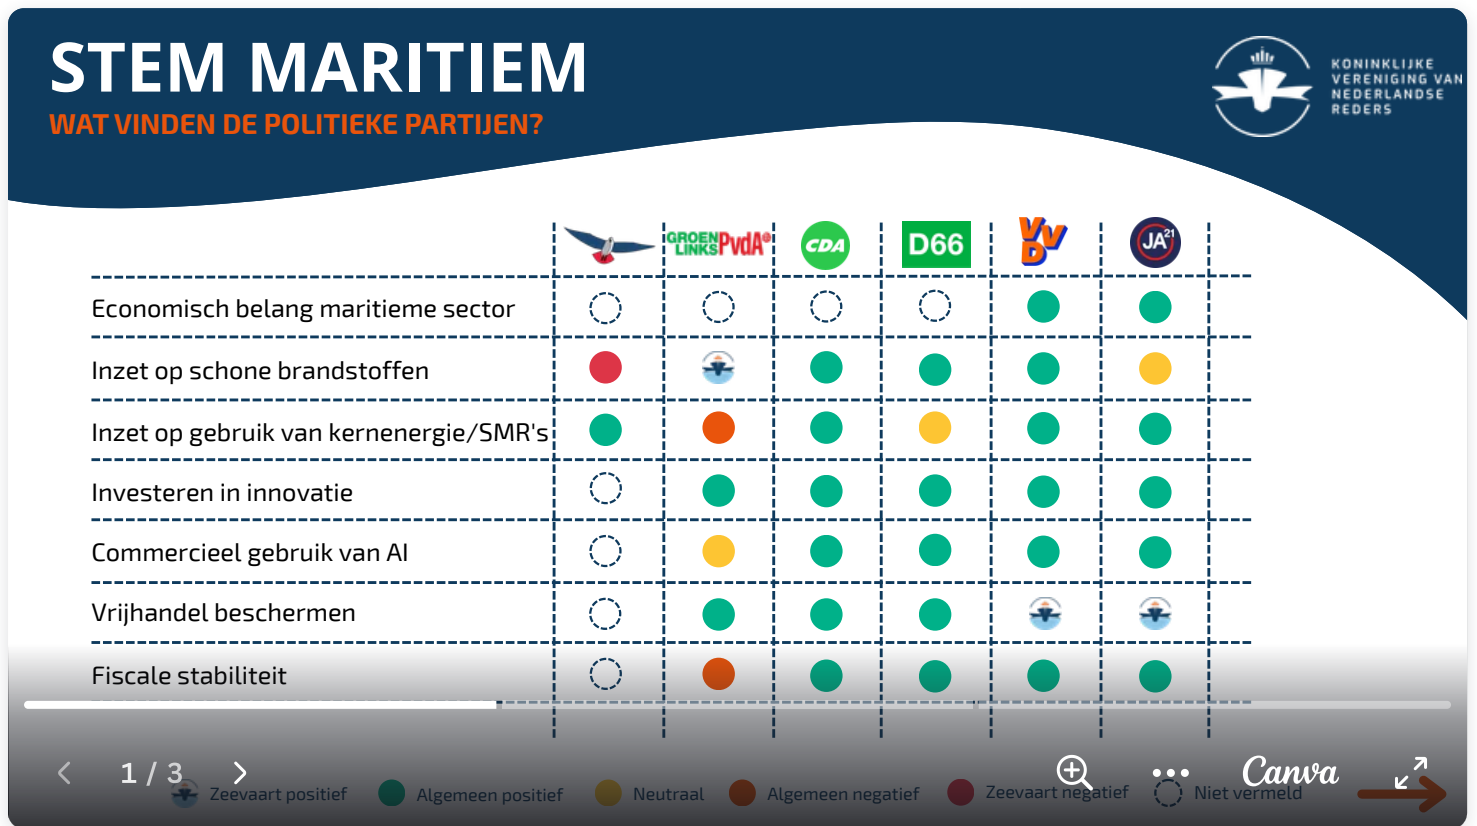 STEM MARITIEM
WAT VINDEN DE POLITIEKE PARTIJEN?
KONINKLIJKE
VERENIGING VAN
NEDERLANDSE
REDERS
GROEN
LINKS PvdA
CDA
D66
VVD
JA21
Economisch belang maritieme sector
Inzet op schone brandstoffen
Inzet op gebruik van kernenergie/SMR's
Investeren in innovatie
Commercieel gebruik van AI
Vrijhandel beschermen
Fiscale stabiliteit
1 / 3
Canva
Zeevaart positief
Algemeen positief
Neutraal
Algemeen negatief
Zeevaart negatief
Niet vermeld